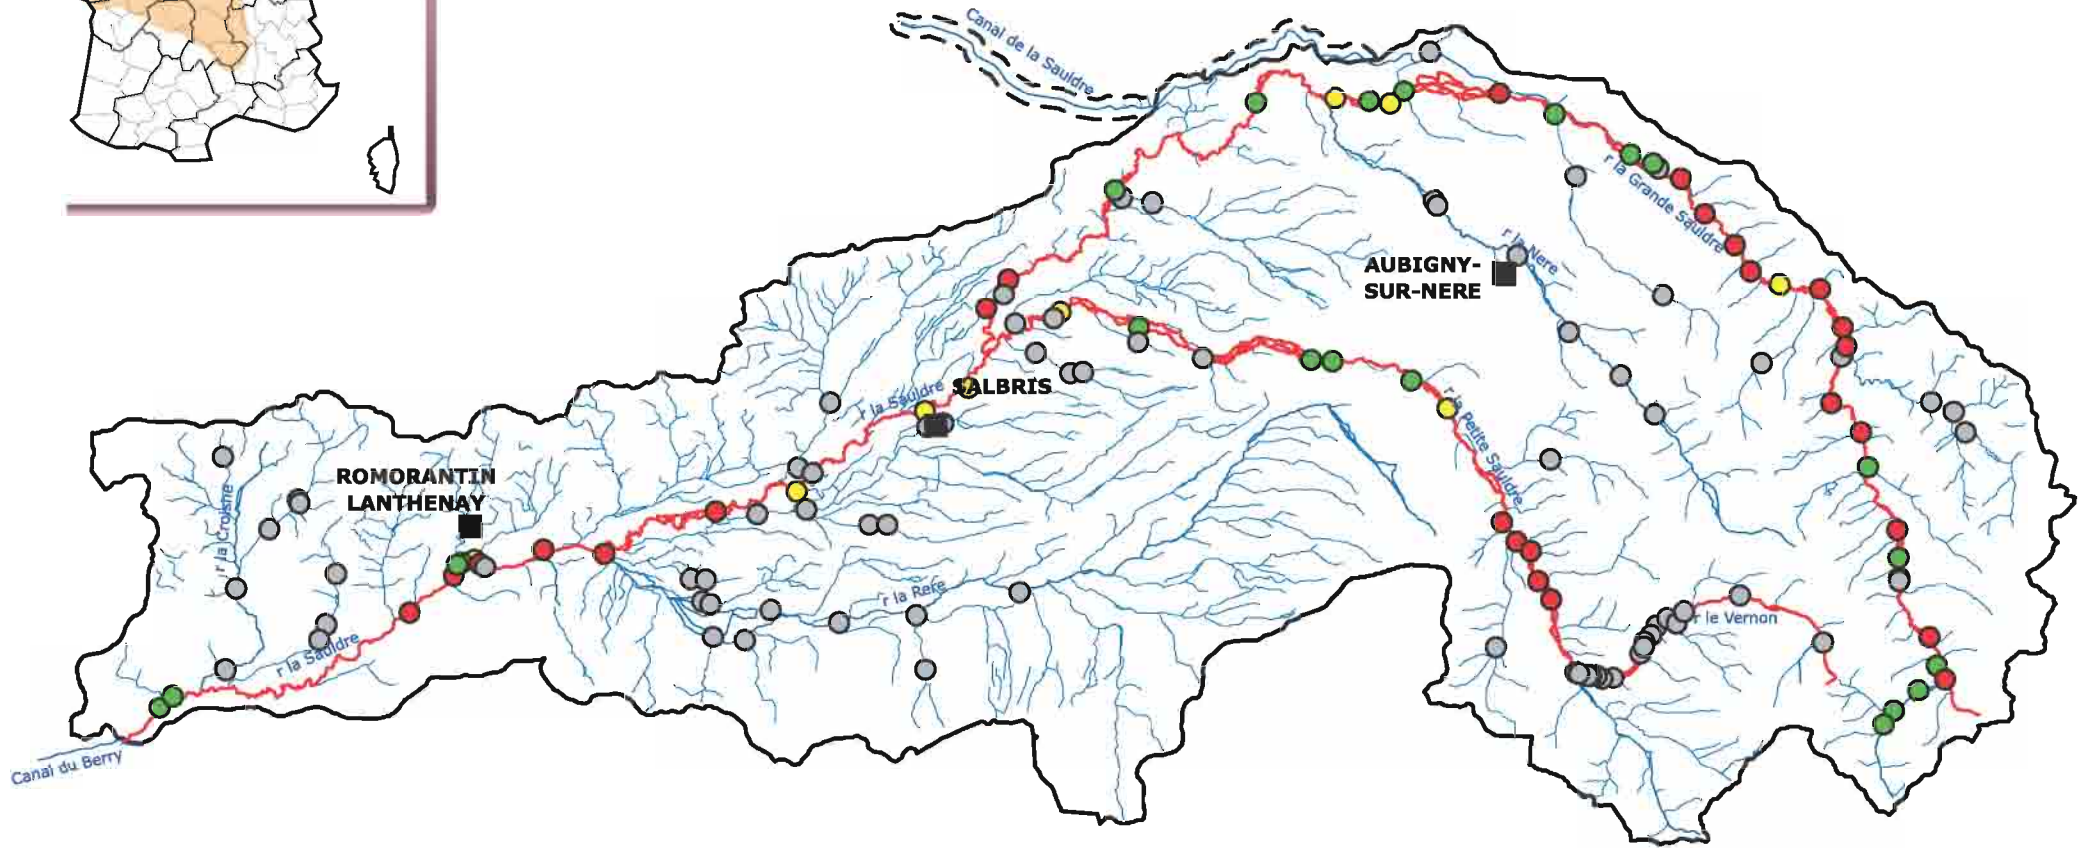 Canal de la Sauldre
r la Grande Sauldre
r la Nere
AUBIGNY-
SUR-NERE
SALBRIS
r la Sauldre
r la Petite Sauldre
ROMORANTIN
LANTHENAY
r la Croisne
r la Rere
r le Vernon
r la Sauldre
Canal du Berry